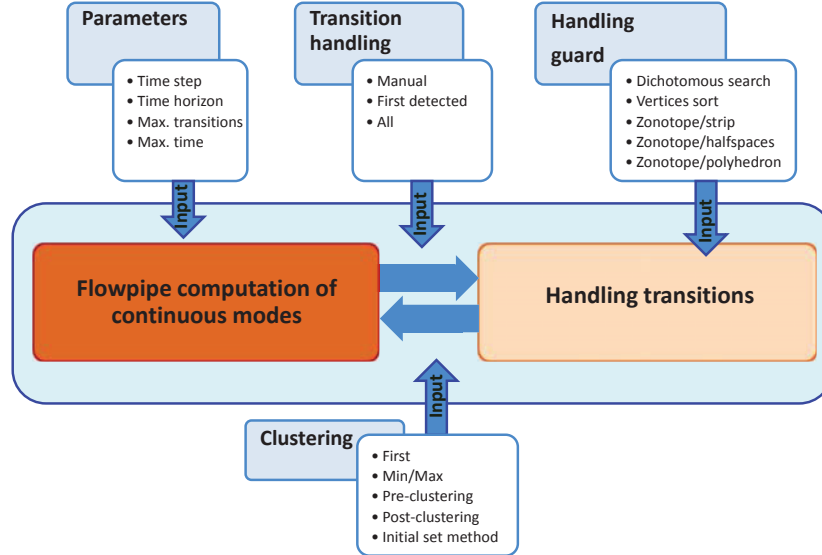 Parameters
• Time step
• Time horizon
• Max. transitions
• Max. time
Input
Transition
handling
• Manual
• First detected
• All
Input
Handling
guard
• Dichotomous search
• Vertices sort
• Zonotope/strip
• Zonotope/halfspaces
• Zonotope/polyhedron
Input
Flowpipe computation of
continuous modes
Handling transitions
Input
Clustering
• First
• Min/Max
• Pre-clustering
• Post-clustering
• Initial set method